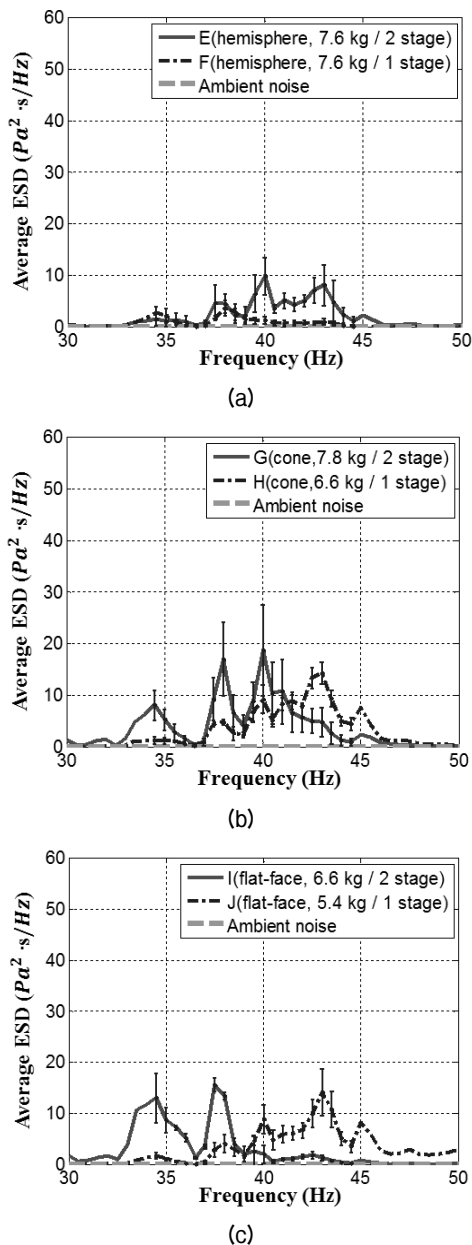 E(hemisphere, 7.6 kg / 2 stage)
F(hemisphere, 7.6 kg / 1 stage)
Ambient noise
Average ESD (Pa² ·s/Hz)
60
50
40
30
20
10
0
30 35 40 45 50
Frequency (Hz)
(a)
G(cone,7.8 kg / 2 stage)
H(cone,6.6 kg / 1 stage)
Ambient noise
Average ESD (Pa² ·s/Hz)
60
50
40
30
20
10
0
30 35 40 45 50
Frequency (Hz)
(b)
I(flat-face, 6.6 kg / 2 stage)
J(flat-face, 5.4 kg / 1 stage)
Ambient noise
Average ESD (Pa² ·s/Hz)
60
50
40
30
20
10
0
30 35 40 45 50
Frequency (Hz)
(c)